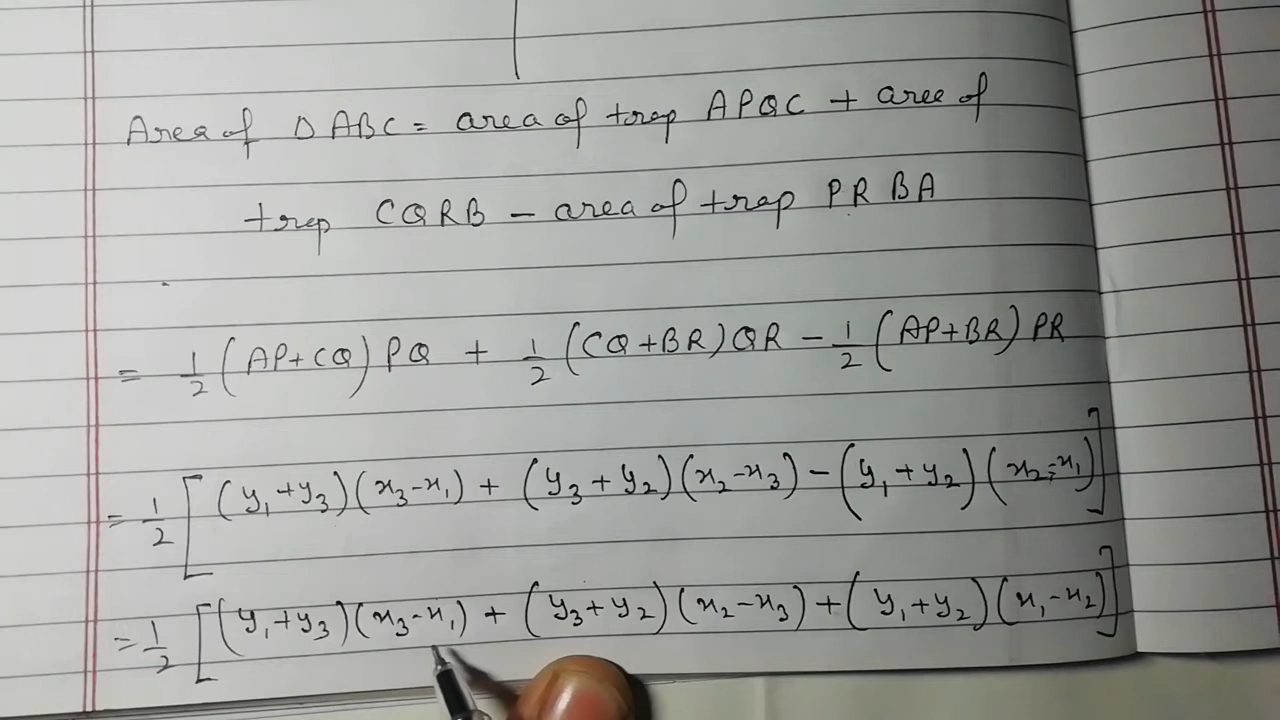 Area of △ABC = area of trap APQC + aree of
trep CQRB - area of trap PRBA
= 1/2 (AP+CQ) PQ + 1/2 (CQ+BR) QR - 1/2 (AP+BR) PR
= 1/2 [(y₁+y₃)(x₃-x₁) + (y₃+y₂)(x₂-x₃) - (y₁+y₂)(x₂-x₁)]
= 1/2 [(y₁+y₃)(x₃-x₁) + (y₃+y₂)(x₂-x₃) + (y₁+y₂)(x₁-x₂)]